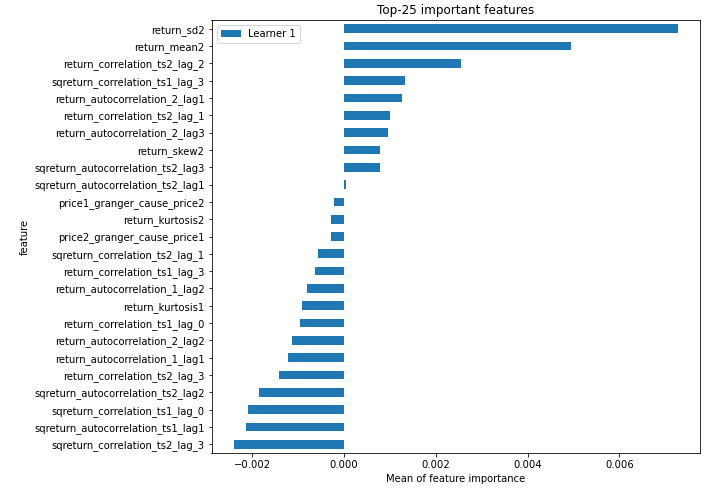 Top-25 important features
Learner 1
return_sd2
return_mean2
return_correlation_ts2_lag_2
sqreturn_correlation_ts1_lag_3
return_autocorrelation_2_lag1
return_correlation_ts2_lag_1
return_autocorrelation_2_lag3
return_skew2
sqreturn_autocorrelation_ts2_lag3
sqreturn_autocorrelation_ts2_lag1
price1_granger_cause_price2
return_kurtosis2
price2_granger_cause_price1
sqreturn_correlation_ts2_lag_1
return_correlation_ts1_lag_3
return_autocorrelation_1_lag2
return_kurtosis1
return_correlation_ts1_lag_0
return_autocorrelation_2_lag2
return_autocorrelation_1_lag1
return_correlation_ts2_lag_3
sqreturn_autocorrelation_ts2_lag2
sqreturn_correlation_ts1_lag_0
sqreturn_autocorrelation_ts1_lag1
sqreturn_correlation_ts2_lag_3
feature
−0.002 0.000 0.002 0.004 0.006
Mean of feature importance